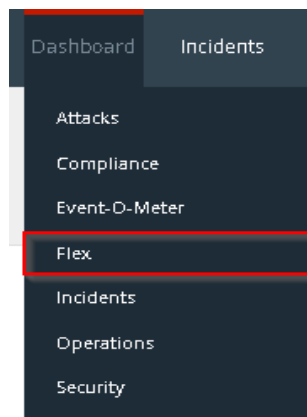 Dashboard Incidents
Attacks
Compliance
Event-O-Meter
Flex
Incidents
Operations
Security